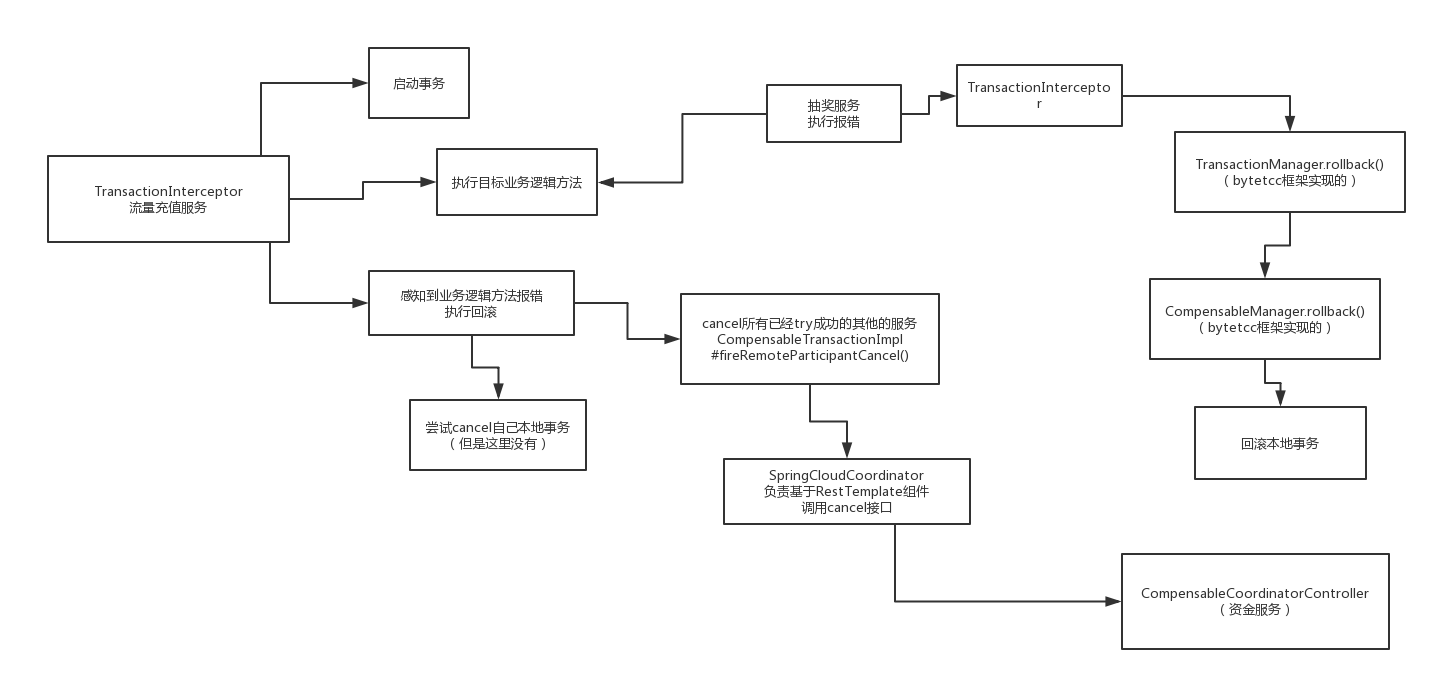 启动事务
抽奖服务
执行报错
TransactionIntercepto
r
TransactionInterceptor
流量充值服务
执行目标业务逻辑方法
TransactionManager.rollback()
（bytetcc框架实现的）
感知到业务逻辑方法报错
执行回滚
cancel所有已经try成功的其他的服务
CompensableTransactionImpl
#fireRemoteParticipantCancel()
CompensableManager.rollback()
（bytetcc框架实现的）
尝试cancel自己本地事务
（但是这里没有）
回滚本地事务
SpringCloudCoordinator
负责基于RestTemplate组件
调用cancel接口
CompensableCoordinatorController
（资金服务）